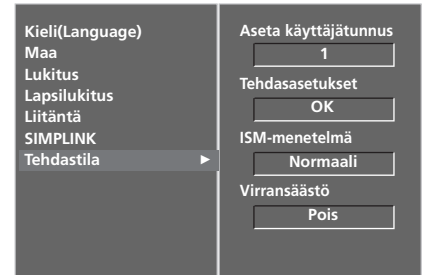 Kieli(Language)
Maa
Lukitus
Lapsilukitus
Liitäntä
SIMPLINK
Tehdastila ►
Aseta käyttäjätunnus
1
Tehdasasetukset
OK
ISM-menetelmä
Normaali
Virransäästö
Pois